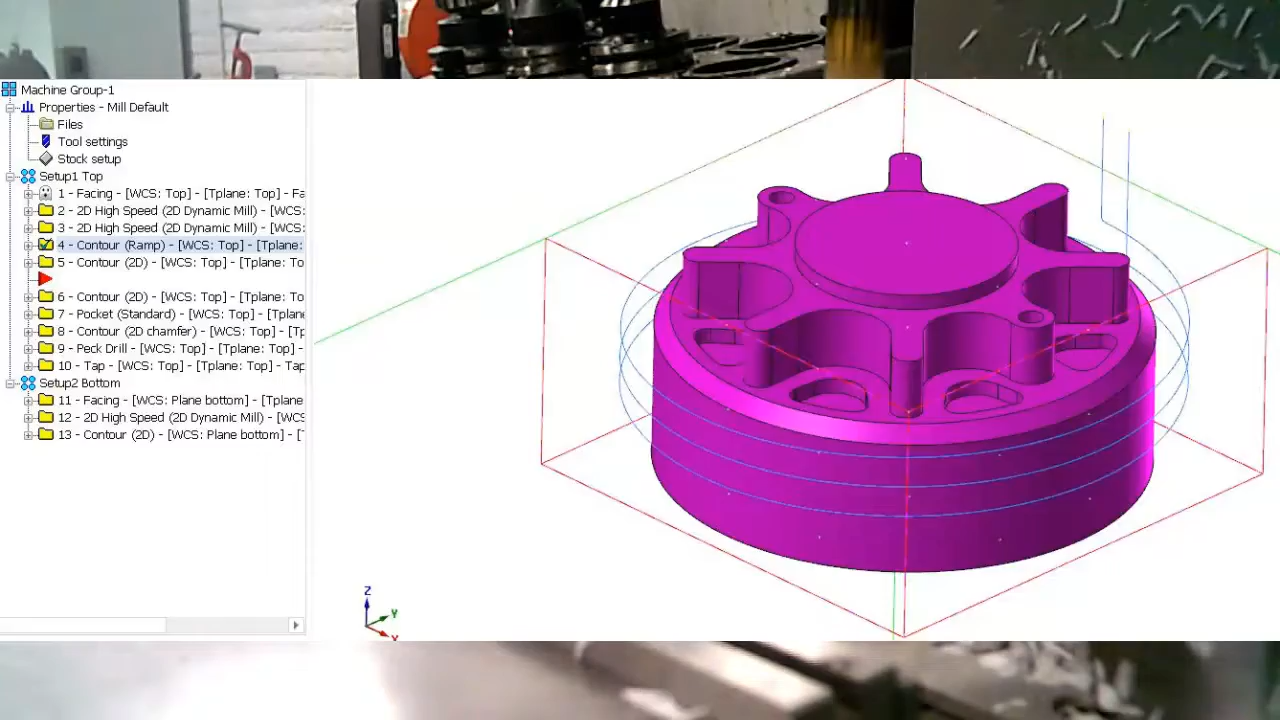 Machine Group-1
Properties - Mill Default
Files
Tool settings
Stock setup
Setup1 Top
1 - Facing - [WCS: Top] - [Tplane: Top] - Fa
2 - 2D High Speed (2D Dynamic Mill) - [WCS:
3 - 2D High Speed (2D Dynamic Mill) - [WCS:
4 - Contour (Ramp) - [WCS: Top] - [Tplane:
5 - Contour (2D) - [WCS: Top] - [Tplane: To
6 - Contour (2D) - [WCS: Top] - [Tplane: To
7 - Pocket (Standard) - [WCS: Top] - [Tplane
8 - Contour (2D chamfer) - [WCS: Top] - [Tp
9 - Peck Drill - [WCS: Top] - [Tplane: Top] -
10 - Tap - [WCS: Top] - [Tplane: Top] - Tap
Setup2 Bottom
11 - Facing - [WCS: Plane bottom] - [Tplane
12 - 2D High Speed (2D Dynamic Mill) - [WCS
13 - Contour (2D) - [WCS: Plane bottom] - [T
Z
Y
X